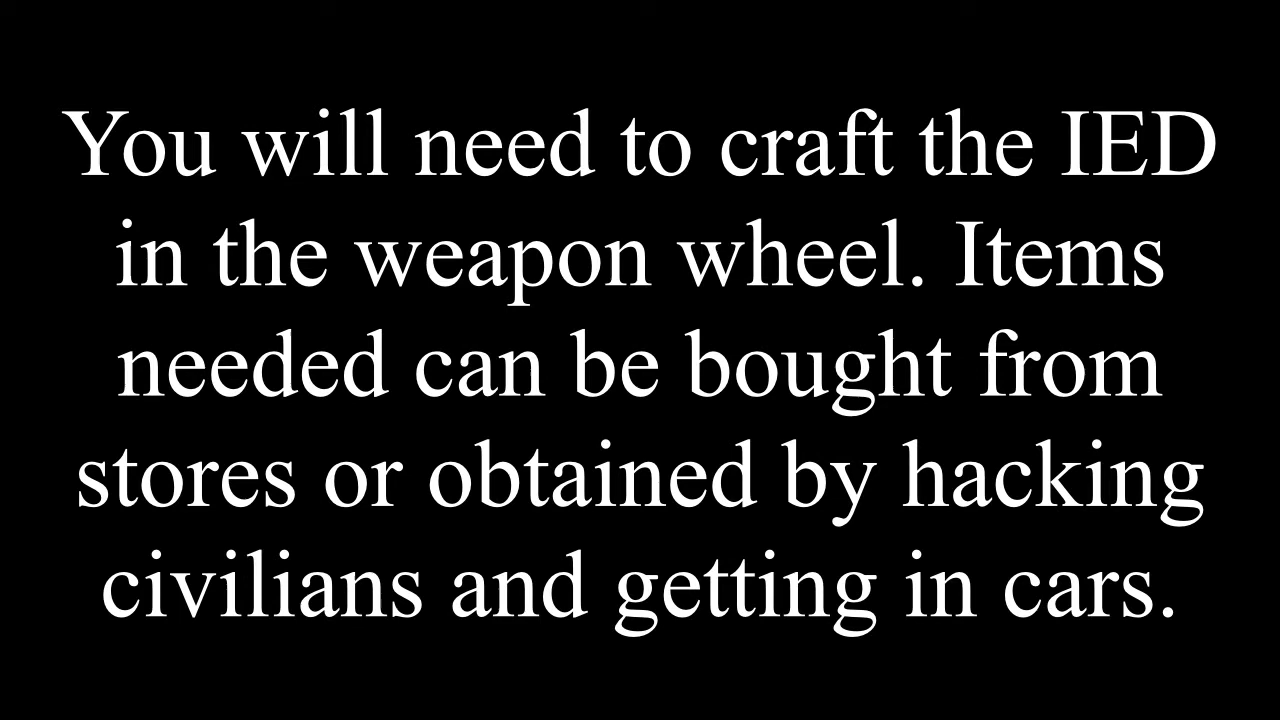 You will need to craft the IED
in the weapon wheel. Items
needed can be bought from
stores or obtained by hacking
civilians and getting in cars.